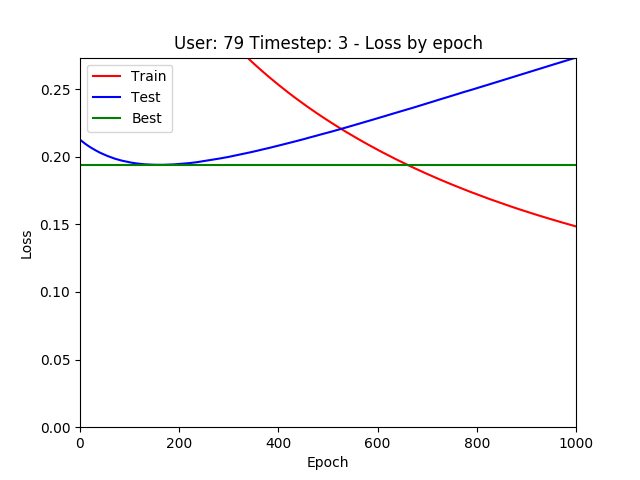 User: 79 Timestep: 3 - Loss by epoch
Train
Test
Best
Loss
0.25
0.20
0.15
0.10
0.05
0.00
0 200 400 600 800 1000
Epoch